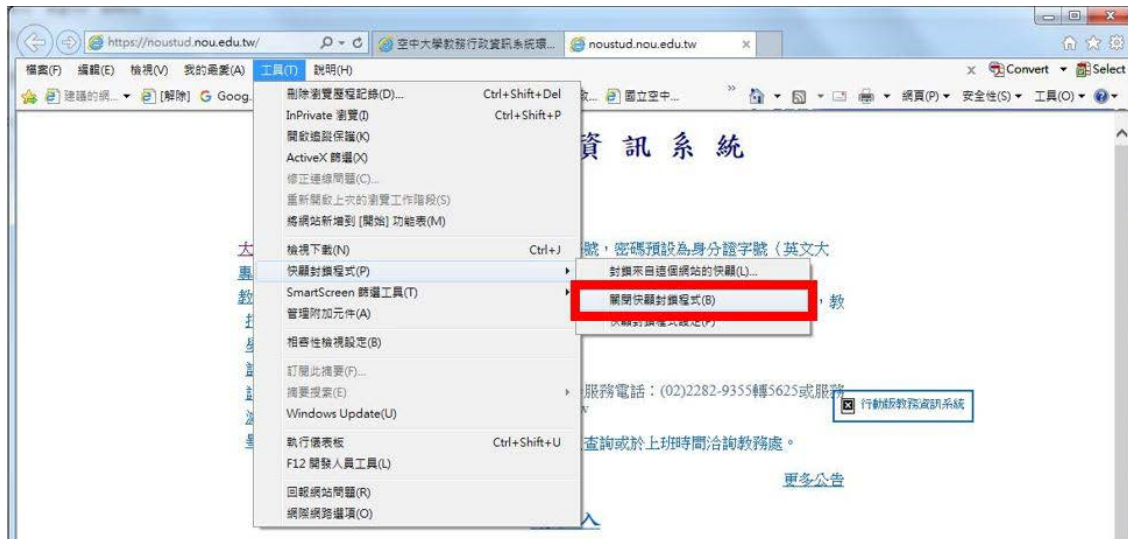 https://noustud.nou.edu.tw/
空中大學教務行政資訊系統環...
noustud.nou.edu.tw
檔案(F) 編輯(E) 檢視(V) 我的最愛(A) 工具(T) 說明(H)
x Convert Select
建議的網... [解除] Goog.
國立空中... » 網頁(P) 安全性(S) 工具(O)
刪除瀏覽歷程記錄(D)... Ctrl+Shift+Del
InPrivate 瀏覽(I) Ctrl+Shift+P
開啟追蹤保護(K)
ActiveX 篩選(X)
修正連線問題(C)...
重新開啟上次的瀏覽工作階段(S)
將網站新增到 [開始] 功能表(M)
檢視下載(N) Ctrl+J
快顯封鎖程式(P)
SmartScreen 篩選工具(T)
管理附加元件(A)
相容性檢視設定(B)
訂閱此摘要(F)...
摘要搜索(E)
Windows Update(U)
執行儀表板 Ctrl+Shift+U
F12 開發人員工具(L)
回報網站問題(R)
網際網路選項(O)
封鎖來自這個網站的快顯(L)...
關閉快顯封鎖程式(B)
快顯封鎖程式設定(P)
資 訊 系 統
大
號，密碼預設為身分證字號（英文大
專
教
，教
服務電話：(02)2282-9355轉5625或服務
行動版教務資訊系統
查詢或於上班時間洽詢教務處。
更多公告
入